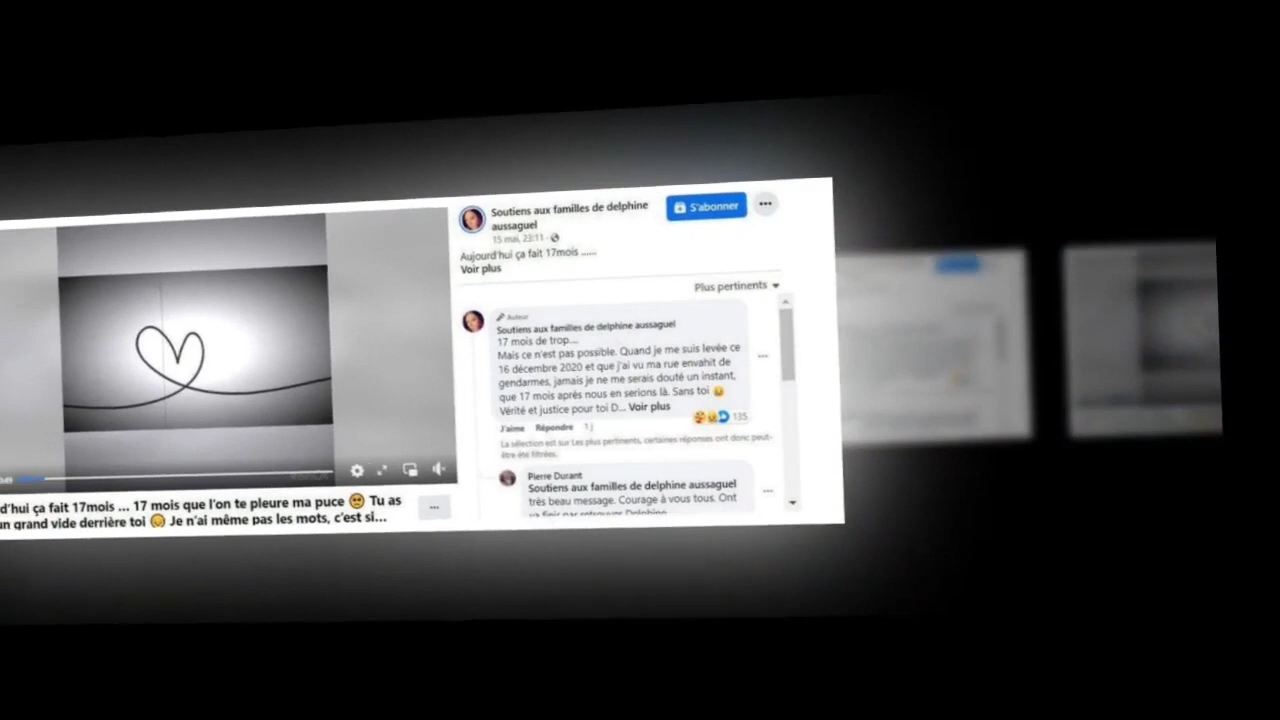 Soutiens aux familles de delphine
aussaguel
S'abonner
15 mai, 23:11
Aujourd'hui ça fait 17mois ......
Voir plus
Plus pertinents
Auteur
Soutiens aux familles de delphine aussaguel
17 mois de trop....
Mais ce n'est pas possible. Quand je me suis levée ce
16 décembre 2020 et que j'ai vu ma rue envahit de
gendarmes, jamais je ne me serais douté un instant,
que 17 mois après nous en serions là. Sans toi 😔
Vérité et justice pour toi D... Voir plus
135
J'aime Répondre 1 j
La sélection est sur Les plus pertinents, certaines réponses ont donc peut-
être été filtrées.
Pierre Durant
Soutiens aux familles de delphine aussaguel
très beau message. Courage à vous tous. Ont
va finir par retrouver Delphine
d'hui ça fait 17mois ... 17 mois que l'on te pleure ma puce 🥺 Tu as
un grand vide derrière toi 😔 Je n'ai même pas les mots, c'est si...